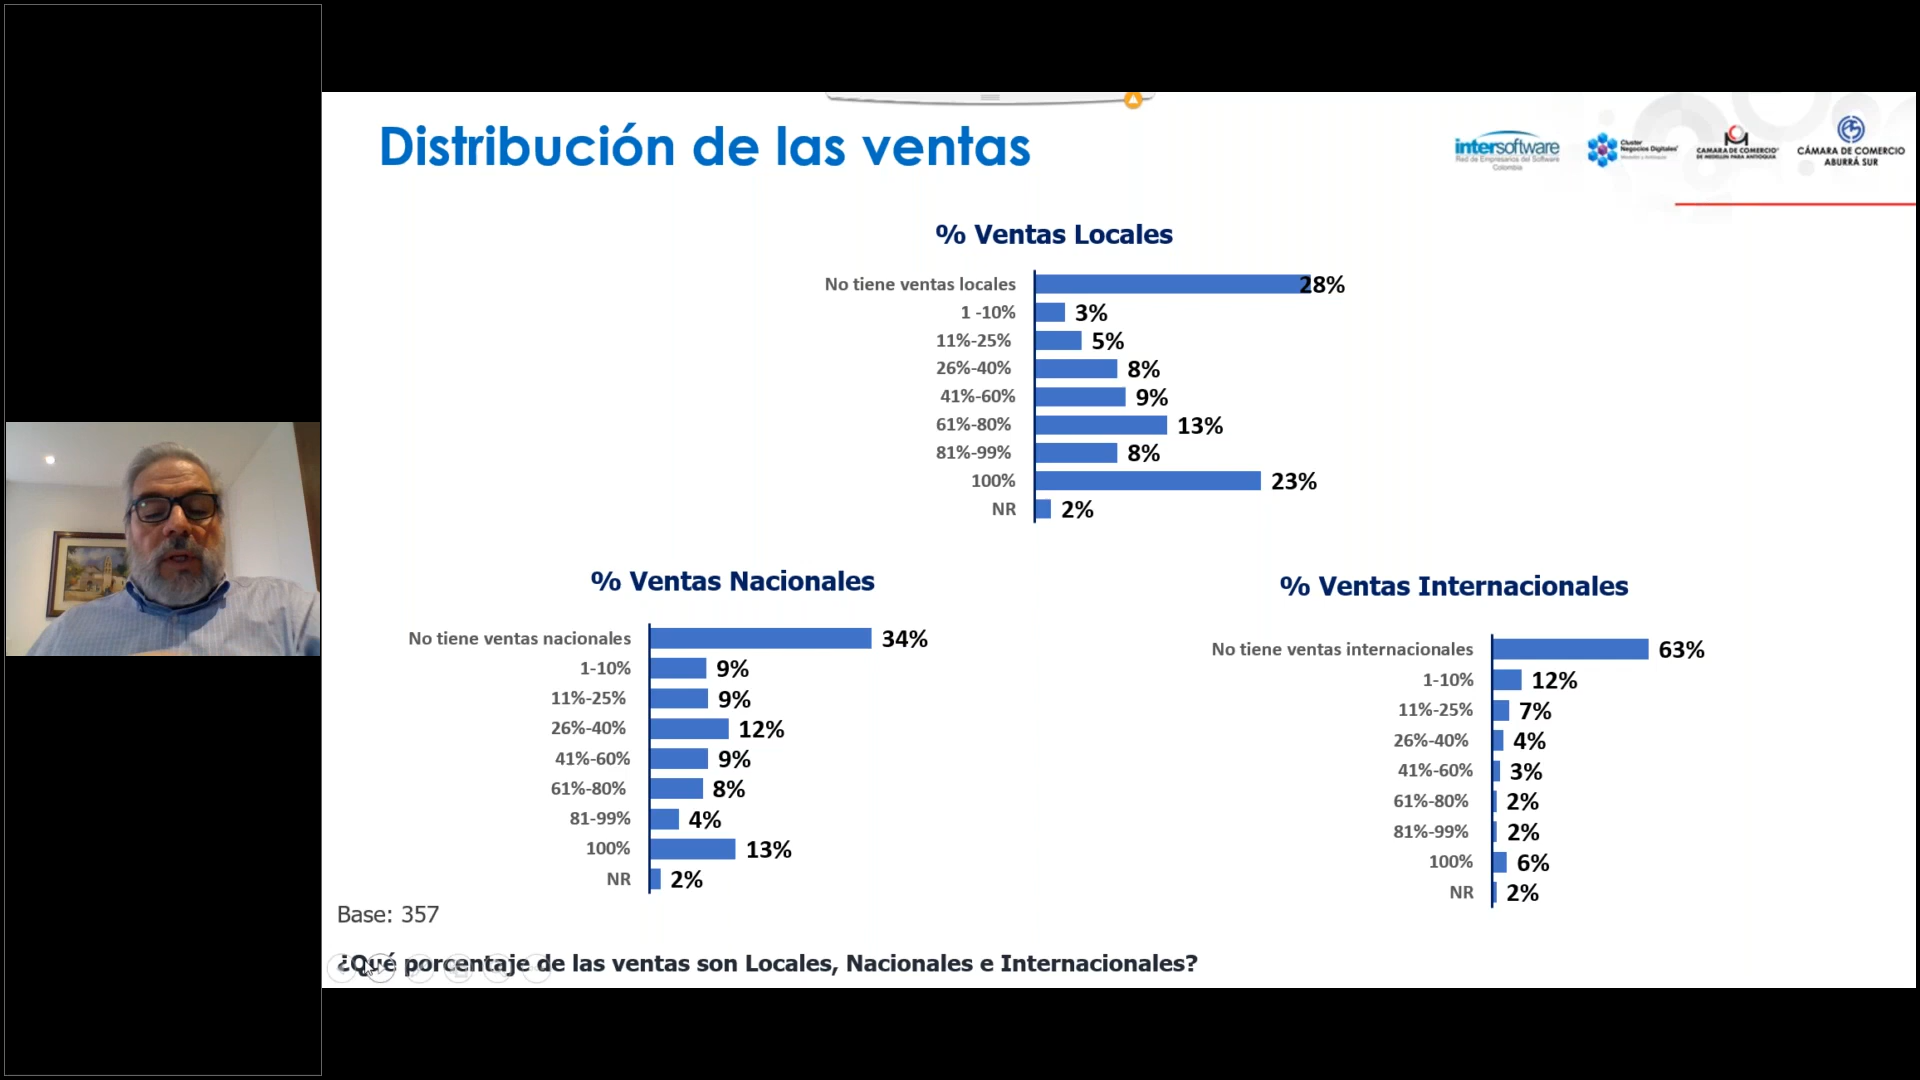 Distribución de las ventas
intersoftware
Red de Empresarios del Software
Colombia
Cluster
Negocios Digitales
Medellín y Antioquia
CAMARA DE COMERCIO
DE MEDELLIN PARA ANTIOQUIA
CÁMARA DE COMERCIO
ABURRÁ SUR
% Ventas Locales
No tiene ventas locales 28%
1 -10% 3%
11%-25% 5%
26%-40% 8%
41%-60% 9%
61%-80% 13%
81%-99% 8%
100% 23%
NR 2%
% Ventas Nacionales
No tiene ventas nacionales 34%
1-10% 9%
11%-25% 9%
26%-40% 12%
41%-60% 9%
61%-80% 8%
81-99% 4%
100% 13%
NR 2%
% Ventas Internacionales
No tiene ventas internacionales 63%
1-10% 12%
11%-25% 7%
26%-40% 4%
41%-60% 3%
61%-80% 2%
81%-99% 2%
100% 6%
NR 2%
Base: 357
¿Qué porcentaje de las ventas son Locales, Nacionales e Internacionales?